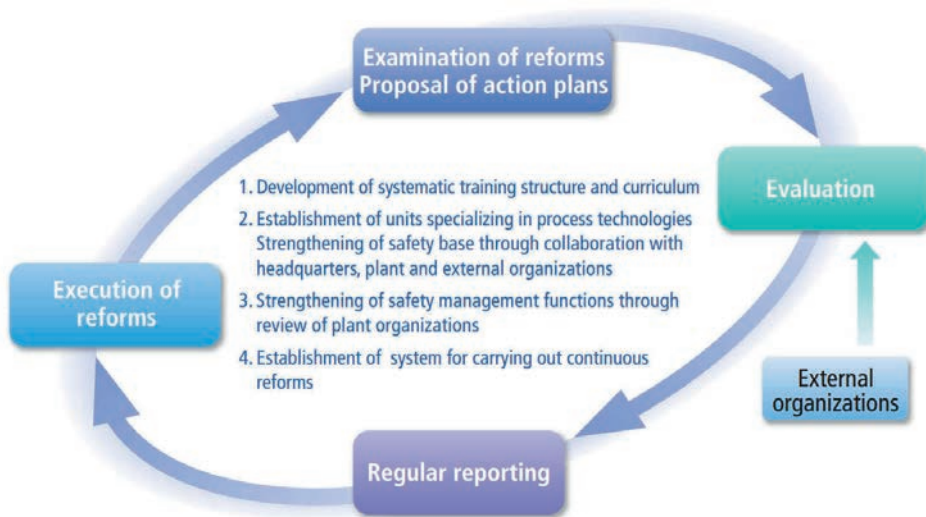 Examination of reforms
Proposal of action plans
Evaluation
1. Development of systematic training structure and curriculum
2. Establishment of units specializing in process technologies
Strengthening of safety base through collaboration with
headquarters, plant and external organizations
3. Strengthening of safety management functions through
review of plant organizations
4. Establishment of system for carrying out continuous
reforms
Execution of
reforms
External
organizations
Regular reporting